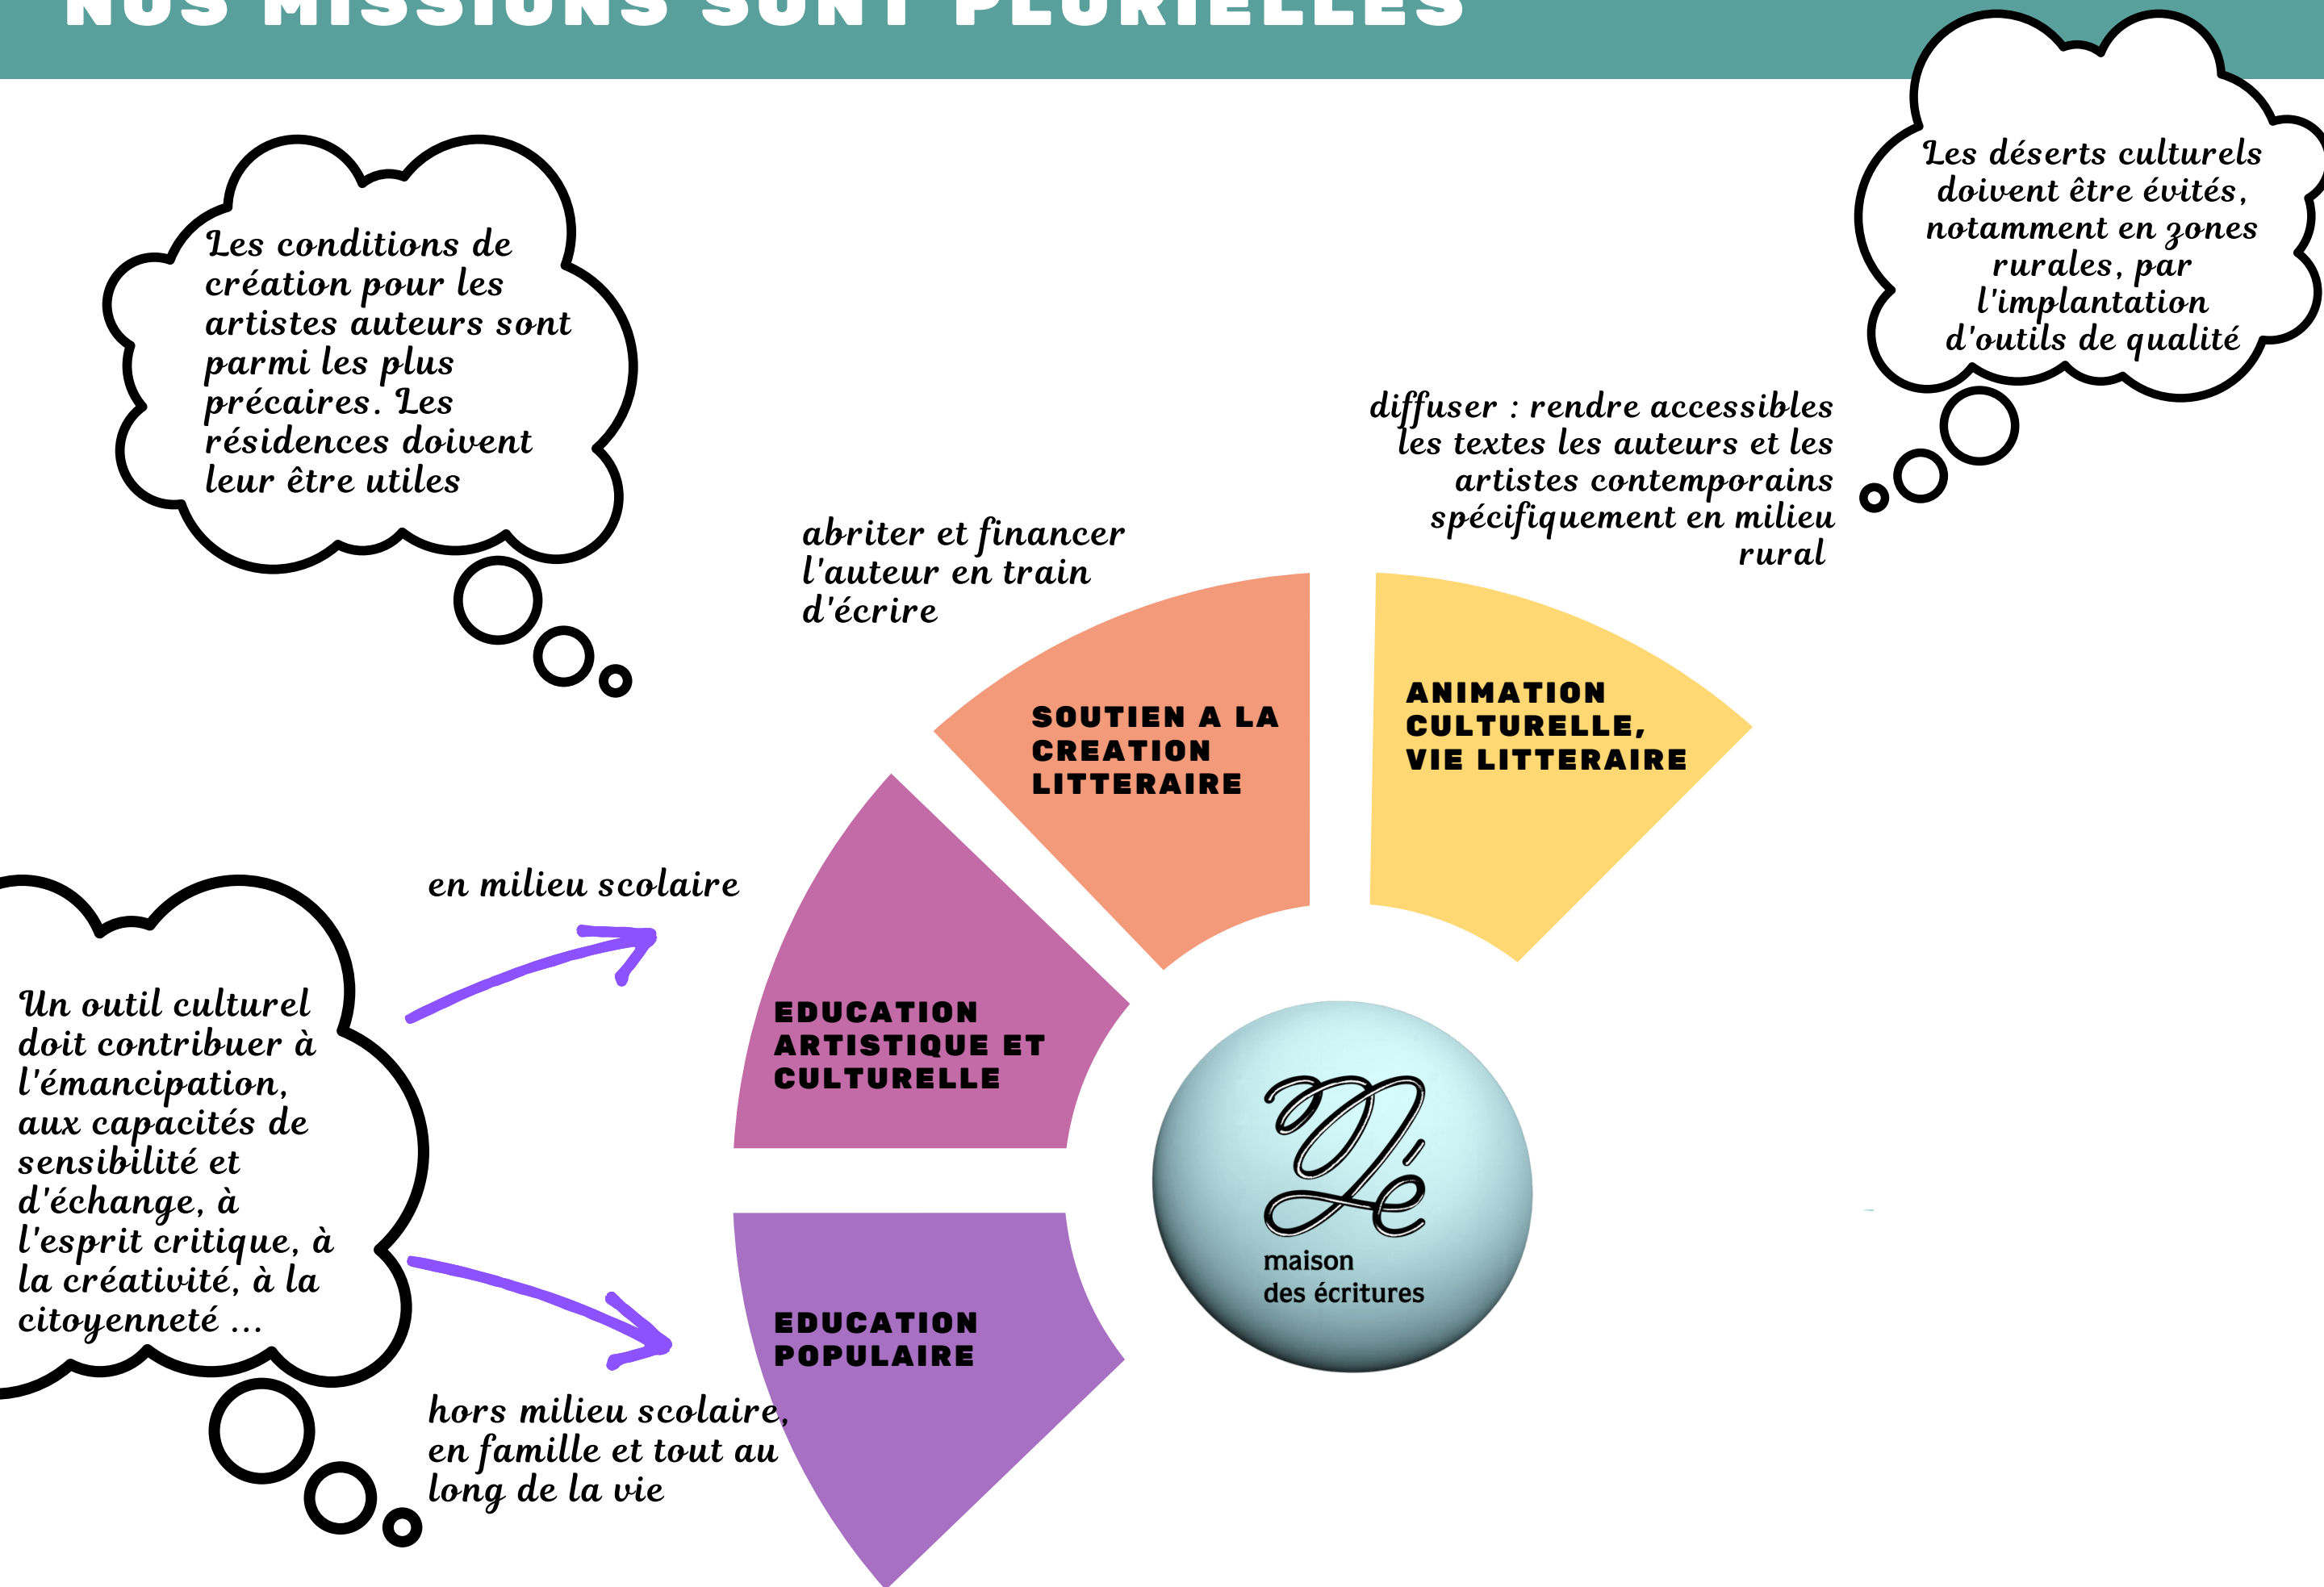 NOS MISSIONS SONT PLURIELLES
Les conditions de
création pour les
artistes auteurs sont
parmi les plus
précaires. Les
résidences doivent
leur être utiles
Les déserts culturels
doivent être évités,
notamment en zones
rurales, par
l'implantation
d'outils de qualité
abriter et financer
l'auteur en train
d'écrire
diffuser : rendre accessibles
les textes les auteurs et les
artistes contemporains
spécifiquement en milieu
rural
SOUTIEN A LA
CREATION
LITTERAIRE
ANIMATION
CULTURELLE,
VIE LITTERAIRE
en milieu scolaire
Un outil culturel
doit contribuer à
l'émancipation,
aux capacités de
sensibilité et
d'échange, à
l'esprit critique, à
la créativité, à la
citoyenneté ...
EDUCATION
ARTISTIQUE ET
CULTURELLE
EDUCATION
POPULAIRE
hors milieu scolaire,
en famille et tout au
long de la vie
maison
des écritures